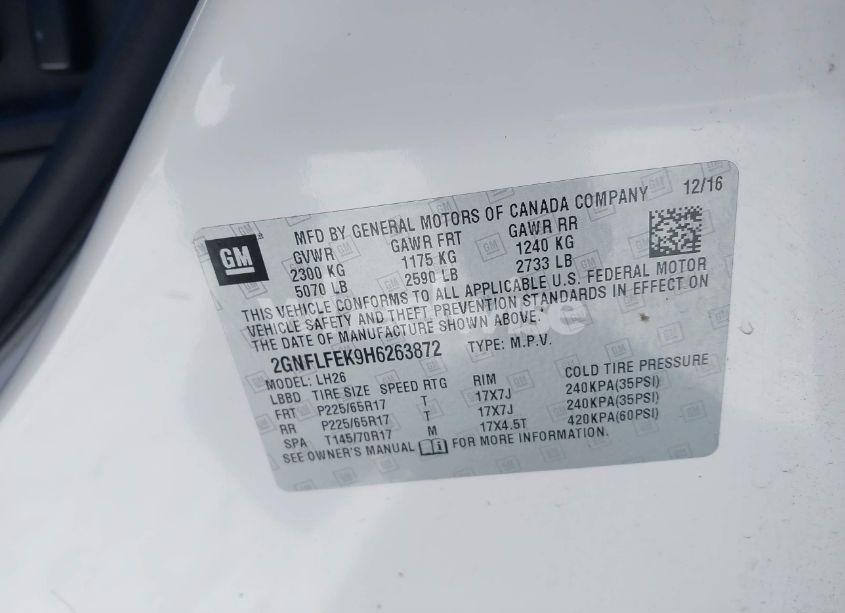 GM
MFD BY GENERAL MOTORS OF CANADA COMPANY 12/16
GVWR GAWR FRT GAWR RR
2300 KG 1175 KG 1240 KG
5070 LB 2590 LB 2733 LB
THIS VEHICLE CONFORMS TO ALL APPLICABLE U.S. FEDERAL MOTOR
VEHICLE SAFETY AND THEFT PREVENTION STANDARDS IN EFFECT ON
THE DATE OF MANUFACTURE SHOWN ABOVE.
2GNFLFEK9H6263872 TYPE: M.P.V.
MODEL: LH26
LBBD TIRE SIZE SPEED RTG RIM COLD TIRE PRESSURE
FRT P225/65R17 T 17X7J 240KPA(35PSI)
RR P225/65R17 T 17X7J 240KPA(35PSI)
SPA T145/70R17 M 17X4.5T 420KPA(60PSI)
SEE OWNER'S MANUAL FOR MORE INFORMATION.